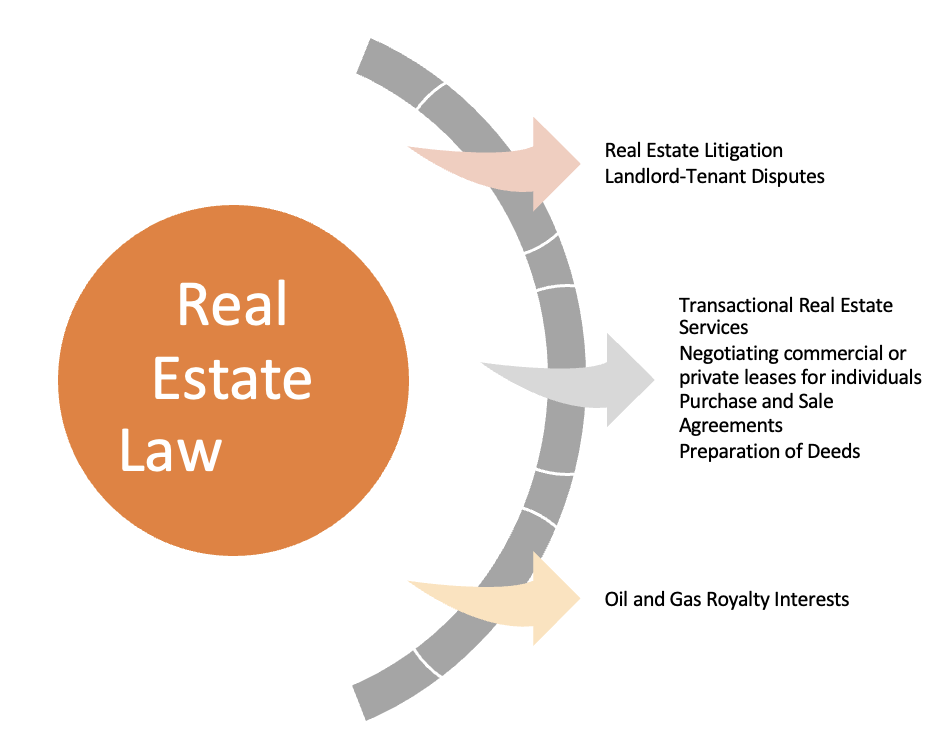 Real
Estate
Law
Real Estate Litigation
Landlord-Tenant Disputes
Transactional Real Estate
Services
Negotiating commercial or
private leases for individuals
Purchase and Sale
Agreements
Preparation of Deeds
Oil and Gas Royalty Interests